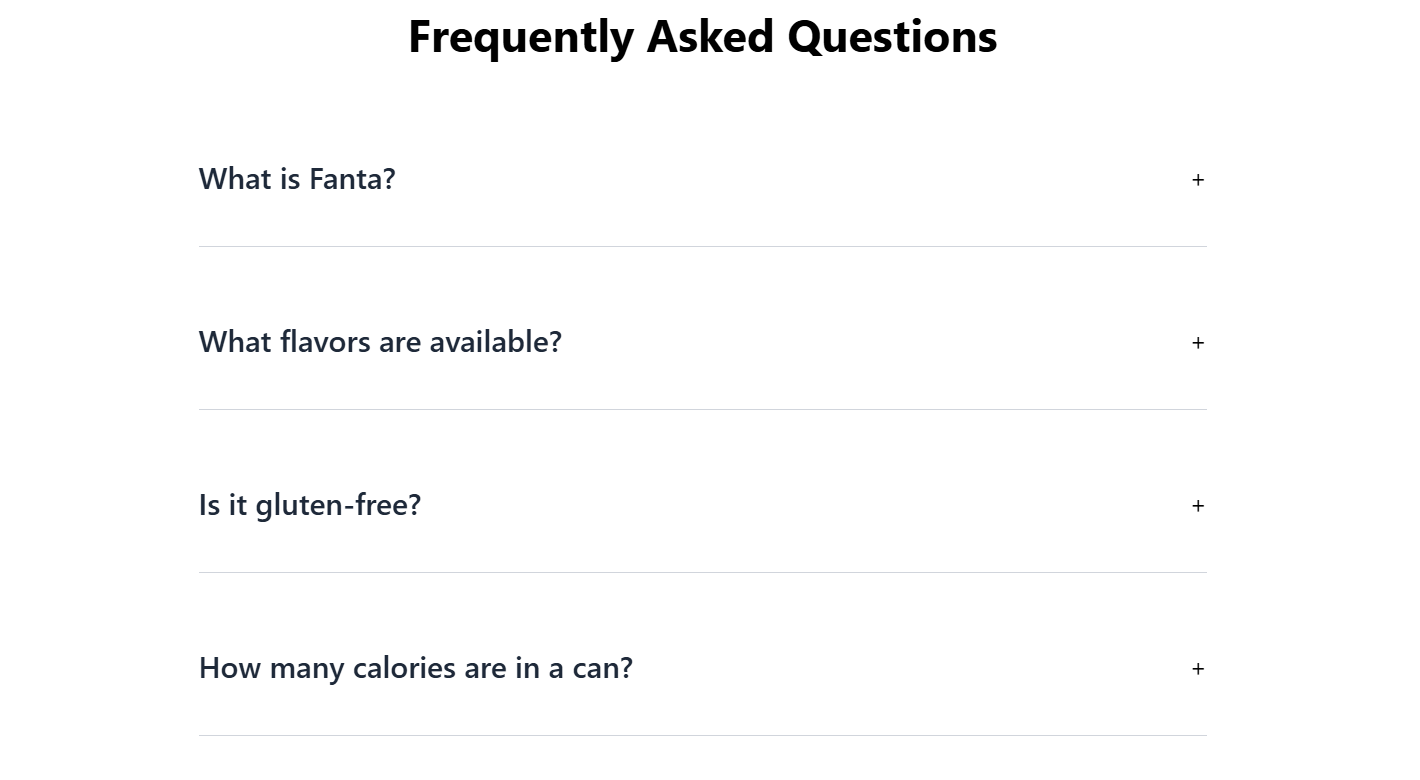 Frequently Asked Questions
What is Fanta?
+
What flavors are available?
+
Is it gluten-free?
+
How many calories are in a can?
+